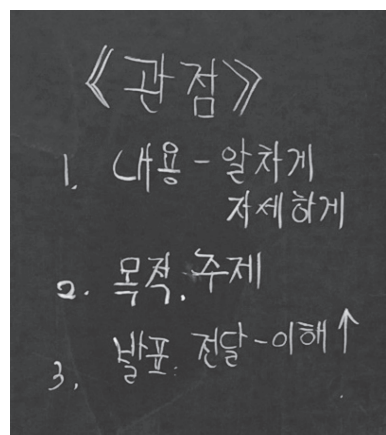 《관점》
1. 내용 - 알차게
자세하게
2. 목적. 주제
3. 발표. 전달 - 이해 ↑